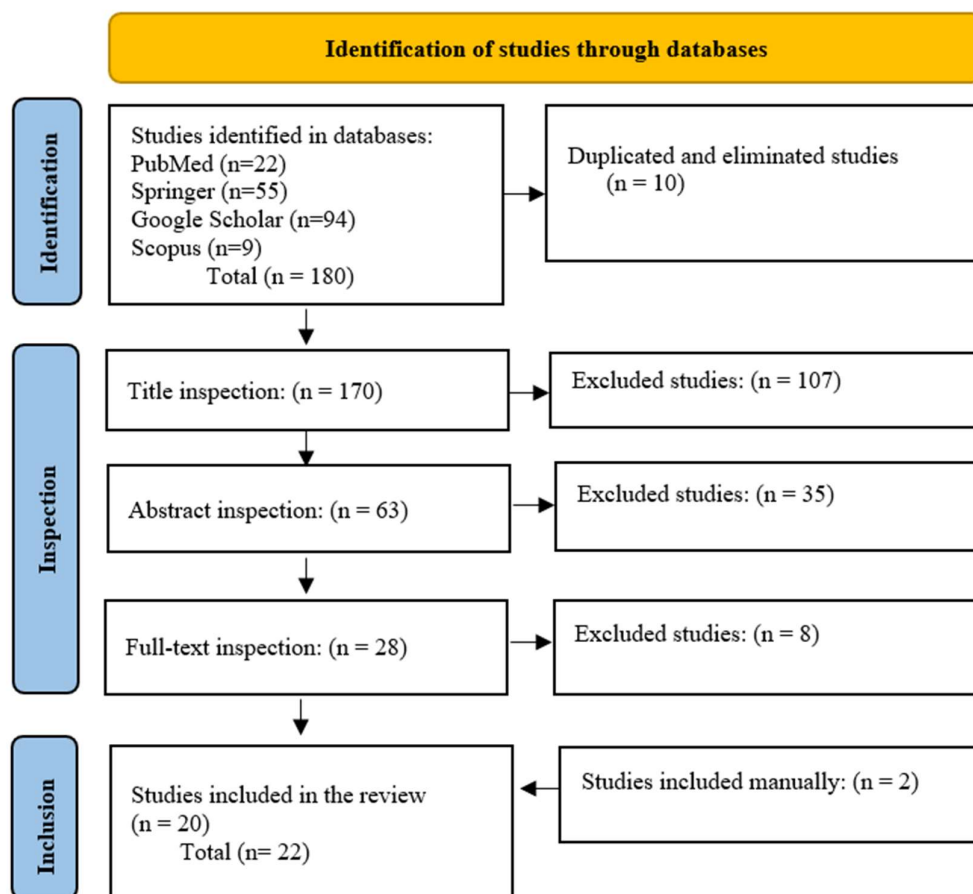 Identification of studies through databases
Identification
Studies identified in databases:
PubMed (n=22)
Springer (n=55)
Google Scholar (n=94)
Scopus (n=9)
Total (n = 180)
Duplicated and eliminated studies
(n = 10)
Inspection
Title inspection: (n = 170)
Excluded studies: (n = 107)
Abstract inspection: (n = 63)
Excluded studies: (n = 35)
Full-text inspection: (n = 28)
Excluded studies: (n = 8)
Inclusion
Studies included in the review
(n = 20)
Total (n= 22)
Studies included manually: (n = 2)